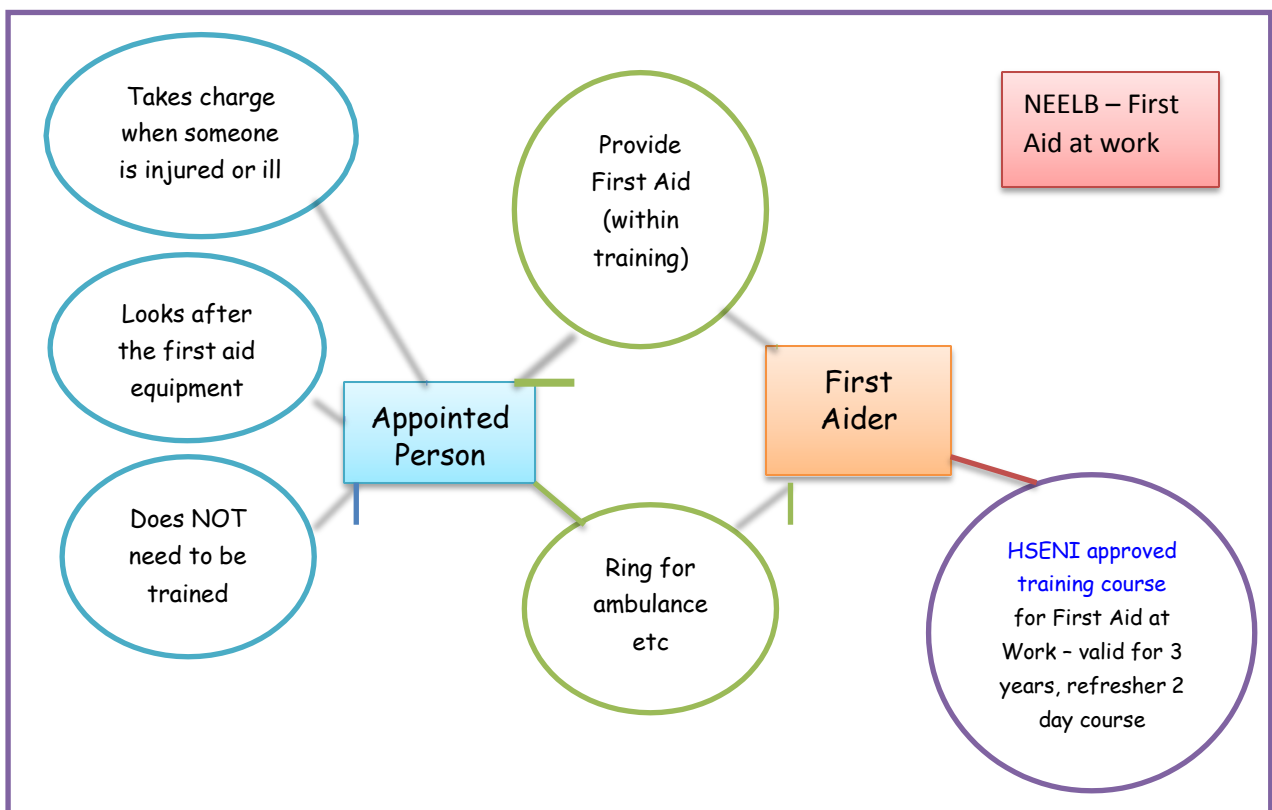 Takes charge
when someone
is injured or ill
Provide
First Aid
(within
training)
NEELB – First
Aid at work
Looks after
the first aid
equipment
Appointed
Person
First
Aider
Does NOT
need to be
trained
Ring for
ambulance
etc
HSENI approved
training course
for First Aid at
Work – valid for 3
years, refresher 2
day course